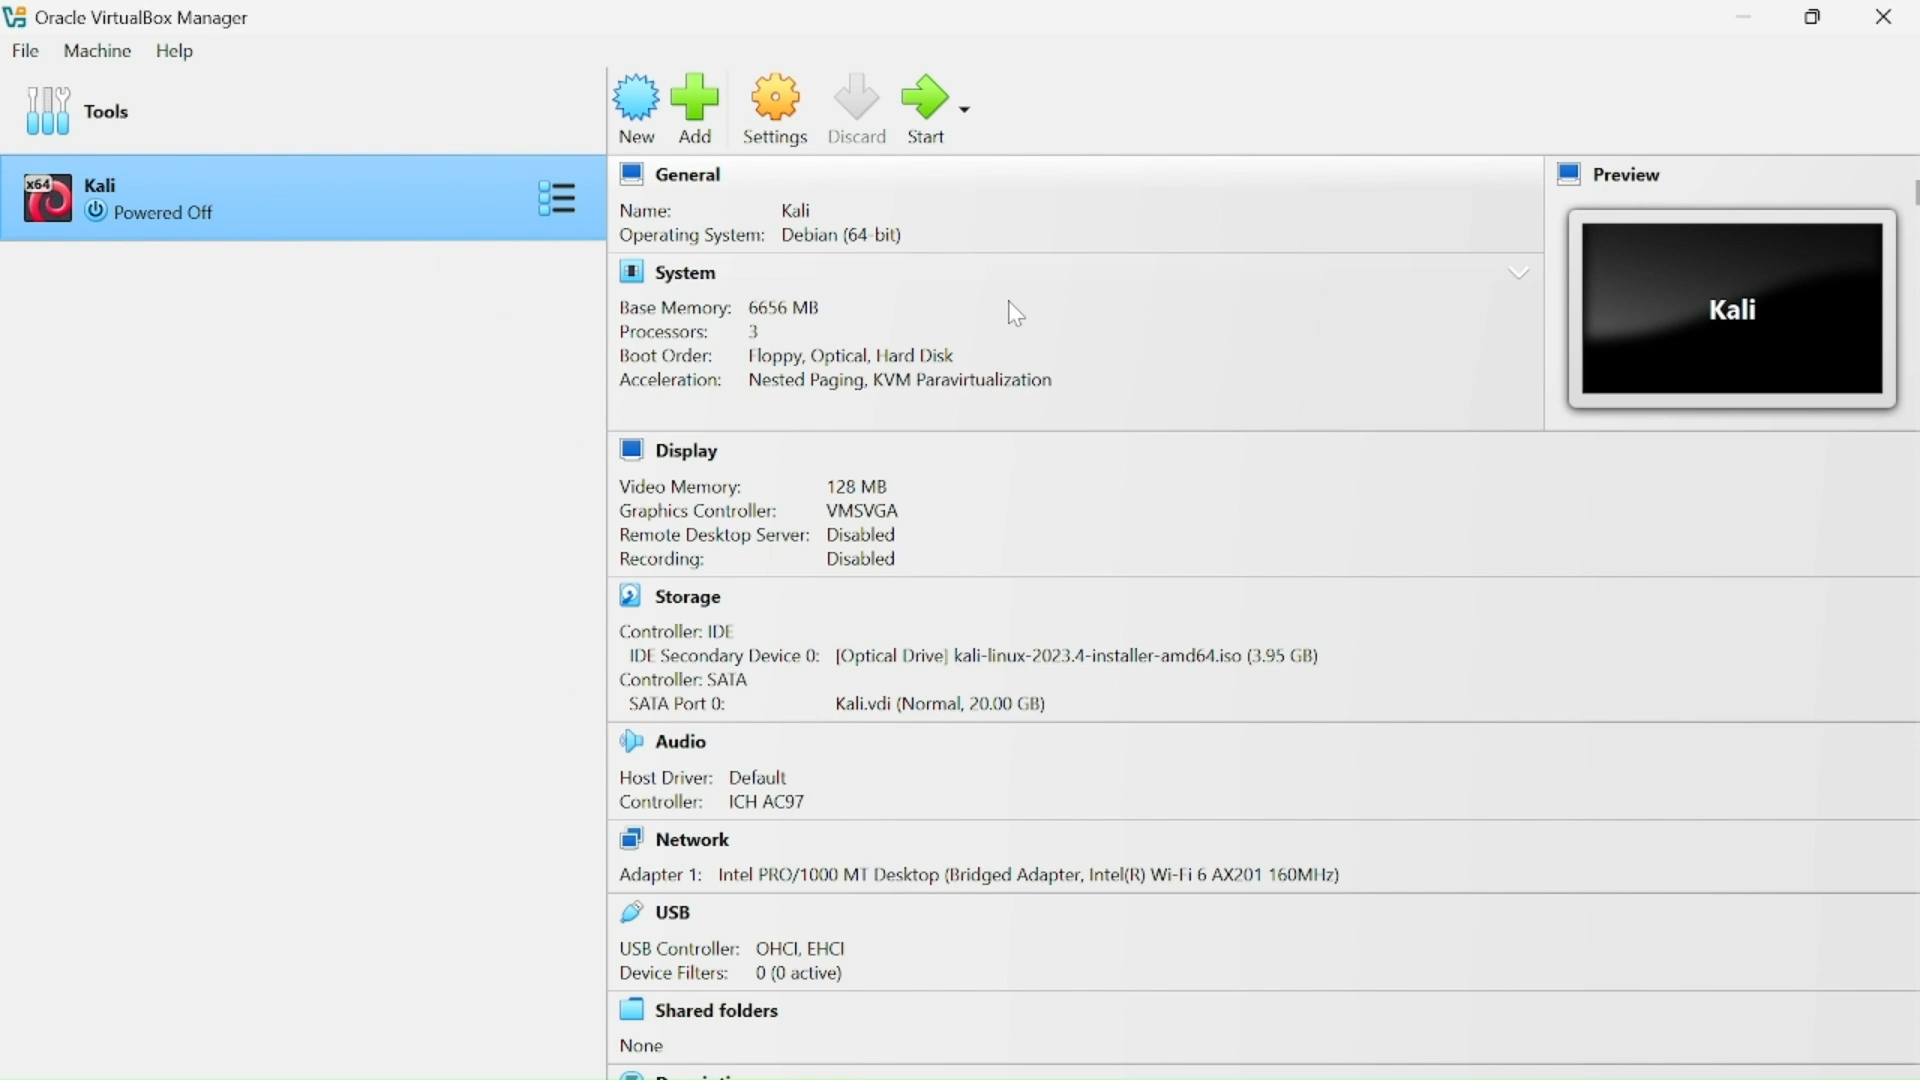 Oracle VirtualBox Manager
File Machine Help
Tools
New Add Settings Discard Start
x64 Kali
Powered Off
General
Name: Kali
Operating System: Debian (64-bit)
Preview
Kali
System
Base Memory: 6656 MB
Processors: 3
Boot Order: Floppy, Optical, Hard Disk
Acceleration: Nested Paging, KVM Paravirtualization
Display
Video Memory: 128 MB
Graphics Controller: VMSVGA
Remote Desktop Server: Disabled
Recording: Disabled
Storage
Controller: IDE
IDE Secondary Device 0: [Optical Drive] kali-linux-2023.4-installer-amd64.iso (3.95 GB)
Controller: SATA
SATA Port 0: Kali.vdi (Normal, 20.00 GB)
Audio
Host Driver: Default
Controller: ICH AC97
Network
Adapter 1: Intel PRO/1000 MT Desktop (Bridged Adapter, Intel(R) Wi-Fi 6 AX201 160MHz)
USB
USB Controller: OHCI, EHCI
Device Filters: 0 (0 active)
Shared folders
None